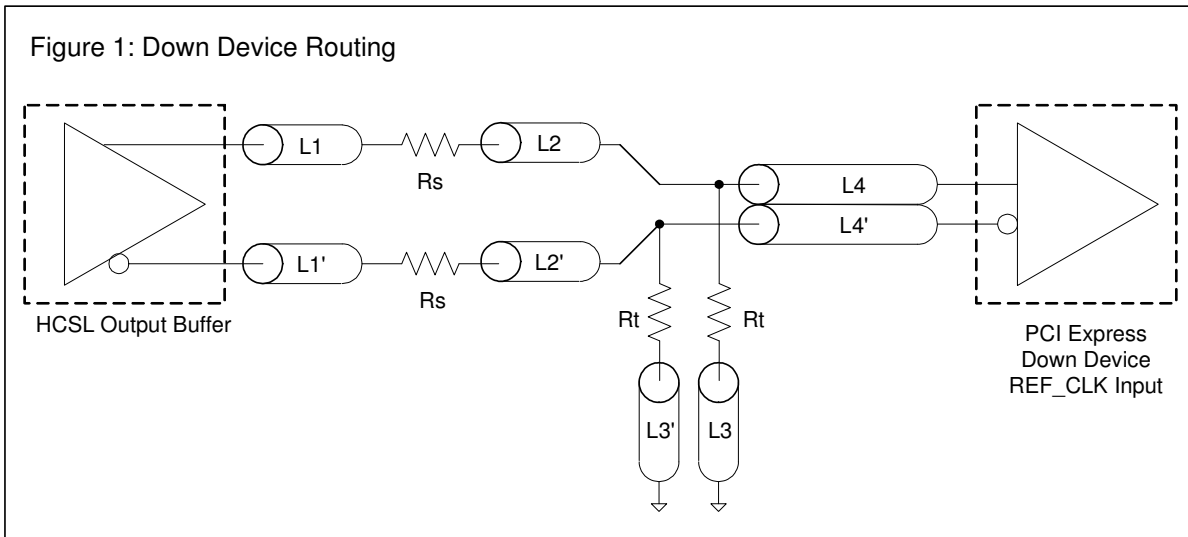 Figure 1: Down Device Routing
L1
Rs
L2
L4
L4'
L1'
Rs
L2'
HCSL Output Buffer
Rt
Rt
L3'
L3
PCI Express
Down Device
REF_CLK Input